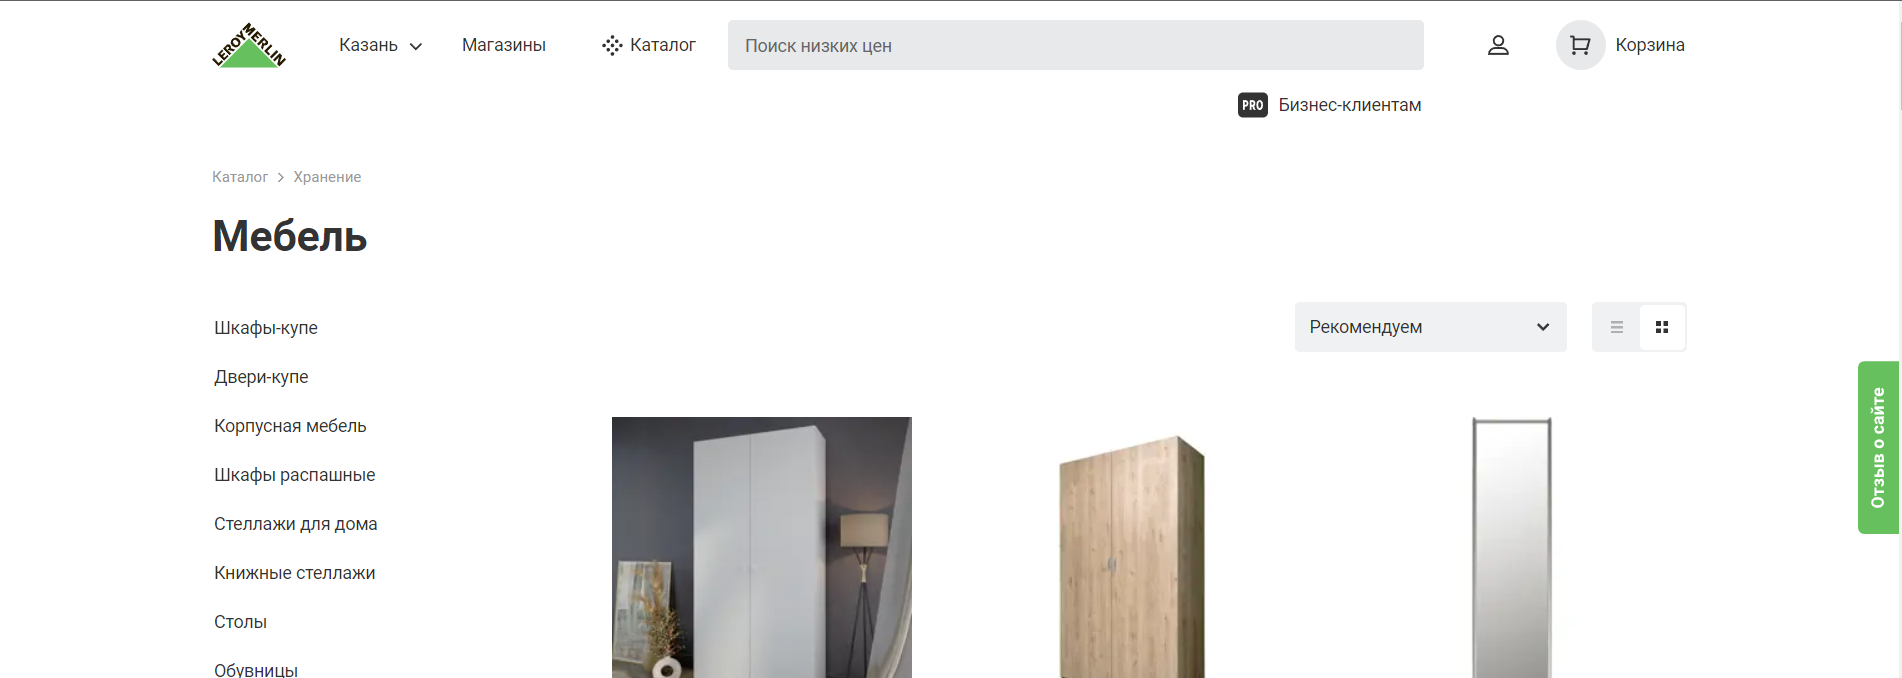 LEROY MERLIN
Казань
Магазины
Каталог
Поиск низких цен
Корзина
PRO Бизнес-клиентам
Каталог
Хранение
Мебель
Шкафы-купе
Двери-купе
Корпусная мебель
Шкафы распашные
Стеллажи для дома
Книжные стеллажи
Столы
Обувницы
Рекомендуем
Отзыв о сайте